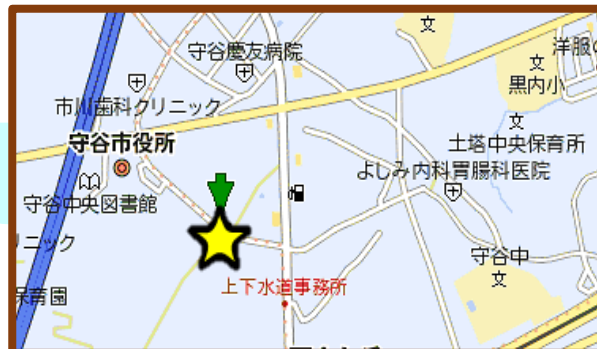 文
守谷慶友病院
洋服の
文
黒内小
市川歯科クリニック
文
守谷市役所
土塔中央保育所
よしみ内科胃腸科医院
守谷中央図書館
リニック
守谷中
文
上下水道事務所
保育園